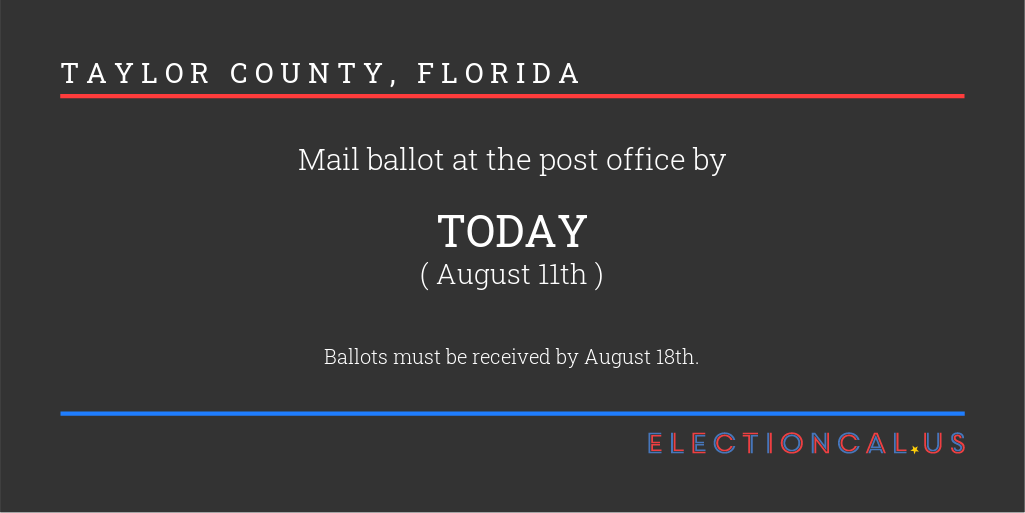 TAYLOR COUNTY, FLORIDA
Mail ballot at the post office by
TODAY
( August 11th )
Ballots must be received by August 18th.
ELECTIONCAL.US